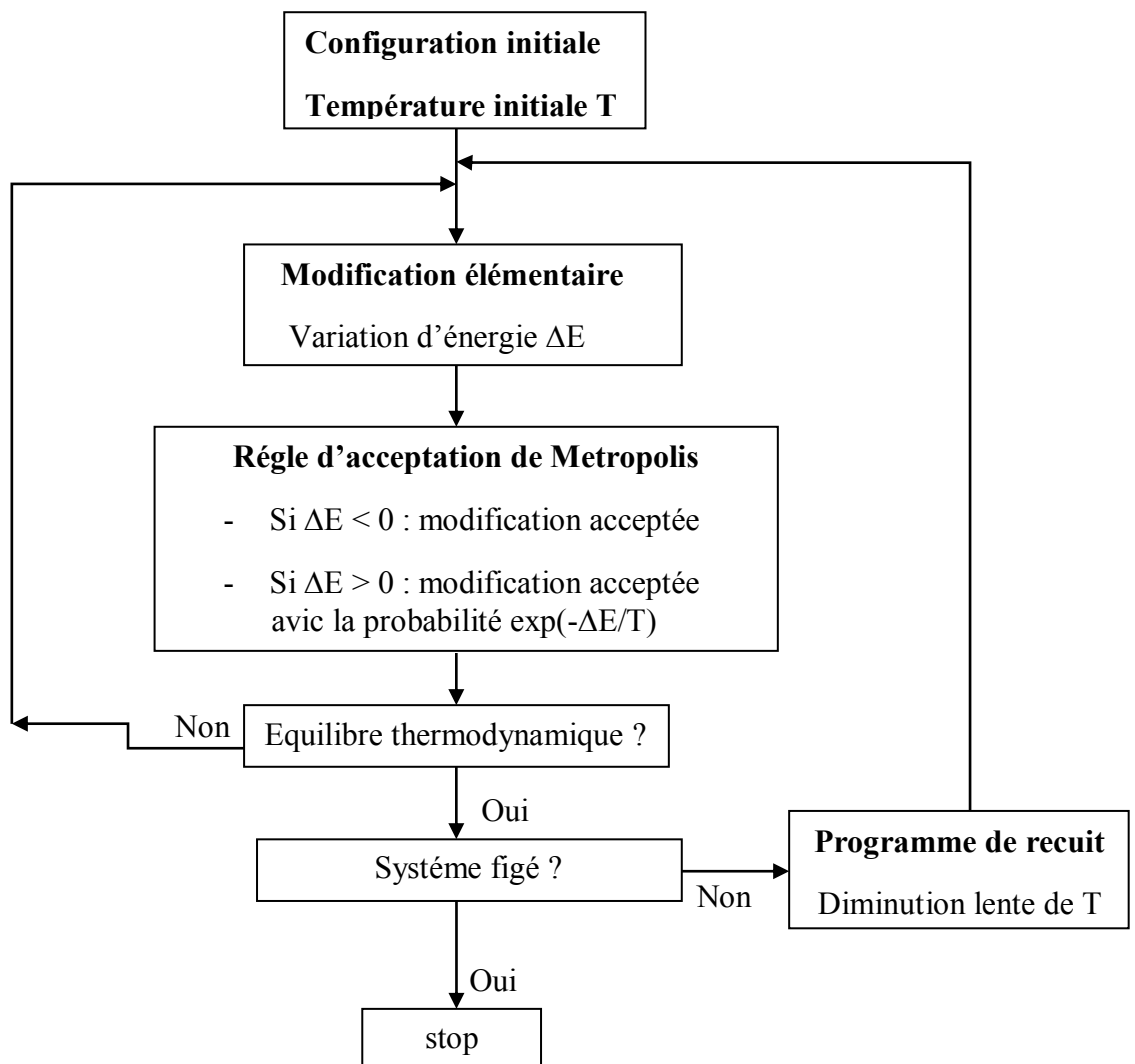 Configuration initiale
Température initiale T
Modification élémentaire
Variation d’énergie ΔE
Régle d’acceptation de Metropolis
- Si ΔE < 0 : modification acceptée
- Si ΔE > 0 : modification acceptée
avic la probabilité exp(-ΔE/T)
Non
Equilibre thermodynamique ?
Oui
Systéme figé ?
Non
Programme de recuit
Diminution lente de T
Oui
stop